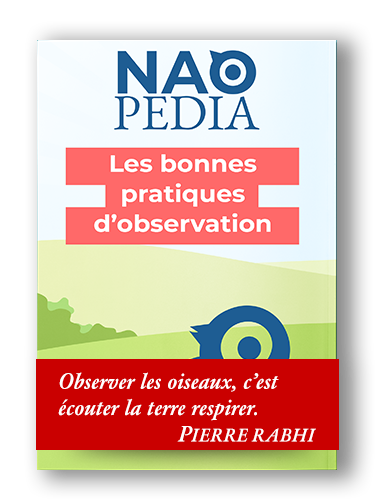 NAO
PEDIA
Les bonnes
pratiques
d’observation
Observer les oiseaux, c’est
écouter la terre respirer.
PIERRE RABHI